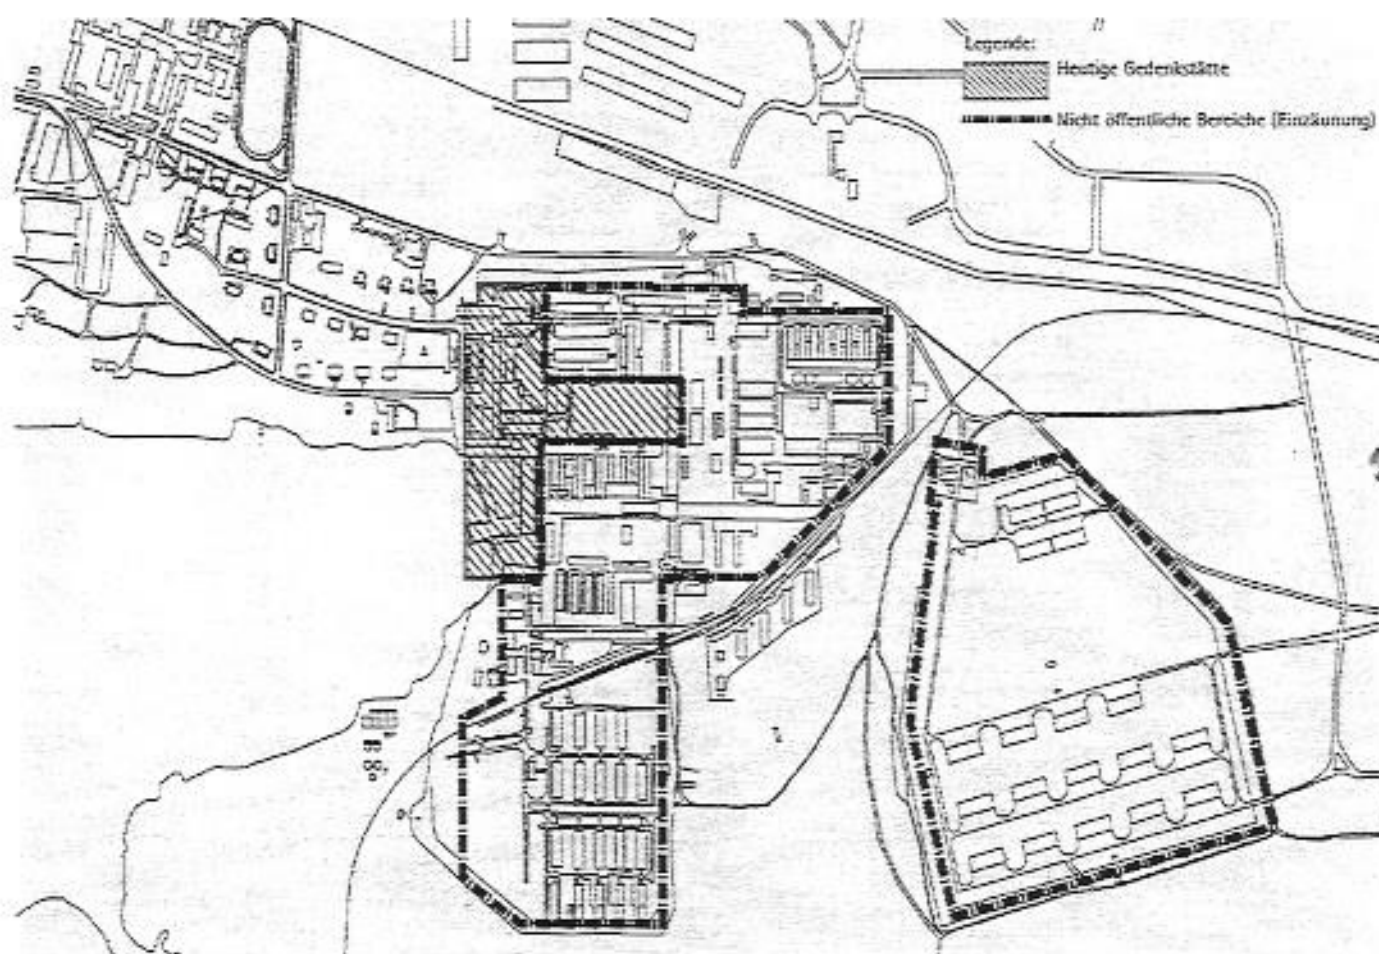 Legende:
Heutige Gedenkstätte
Nicht öffentliche Bereiche (Einzäunung)